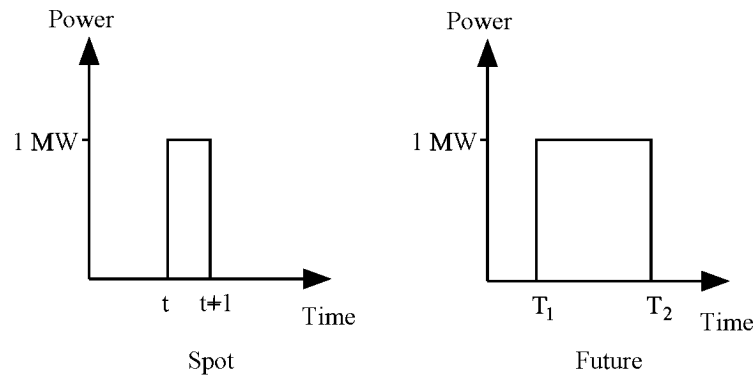 Power
1 MW
t
t+1
Time
Spot
Power
1 MW
T₁
T₂
Time
Future